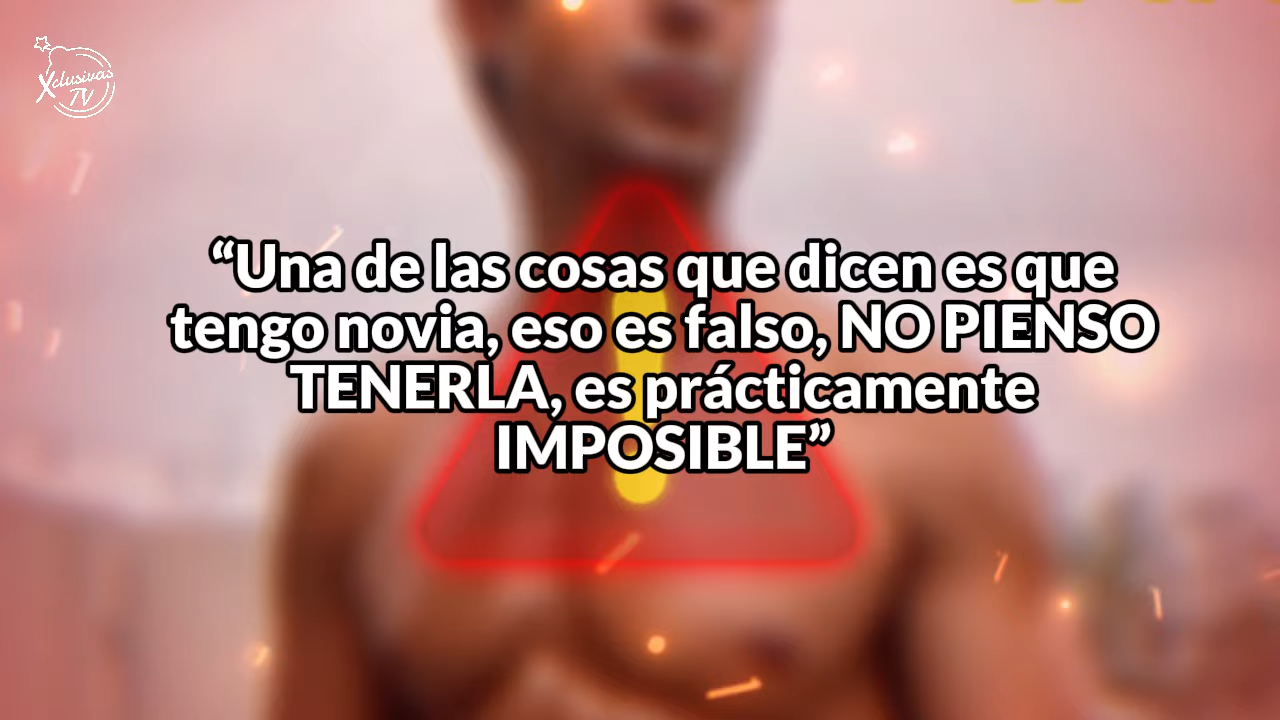 Xclusivas
TV
“Una de las cosas que dicen es que
tengo novia, eso es falso, NO PIENSO
TENERLA, es prácticamente
IMPOSIBLE”